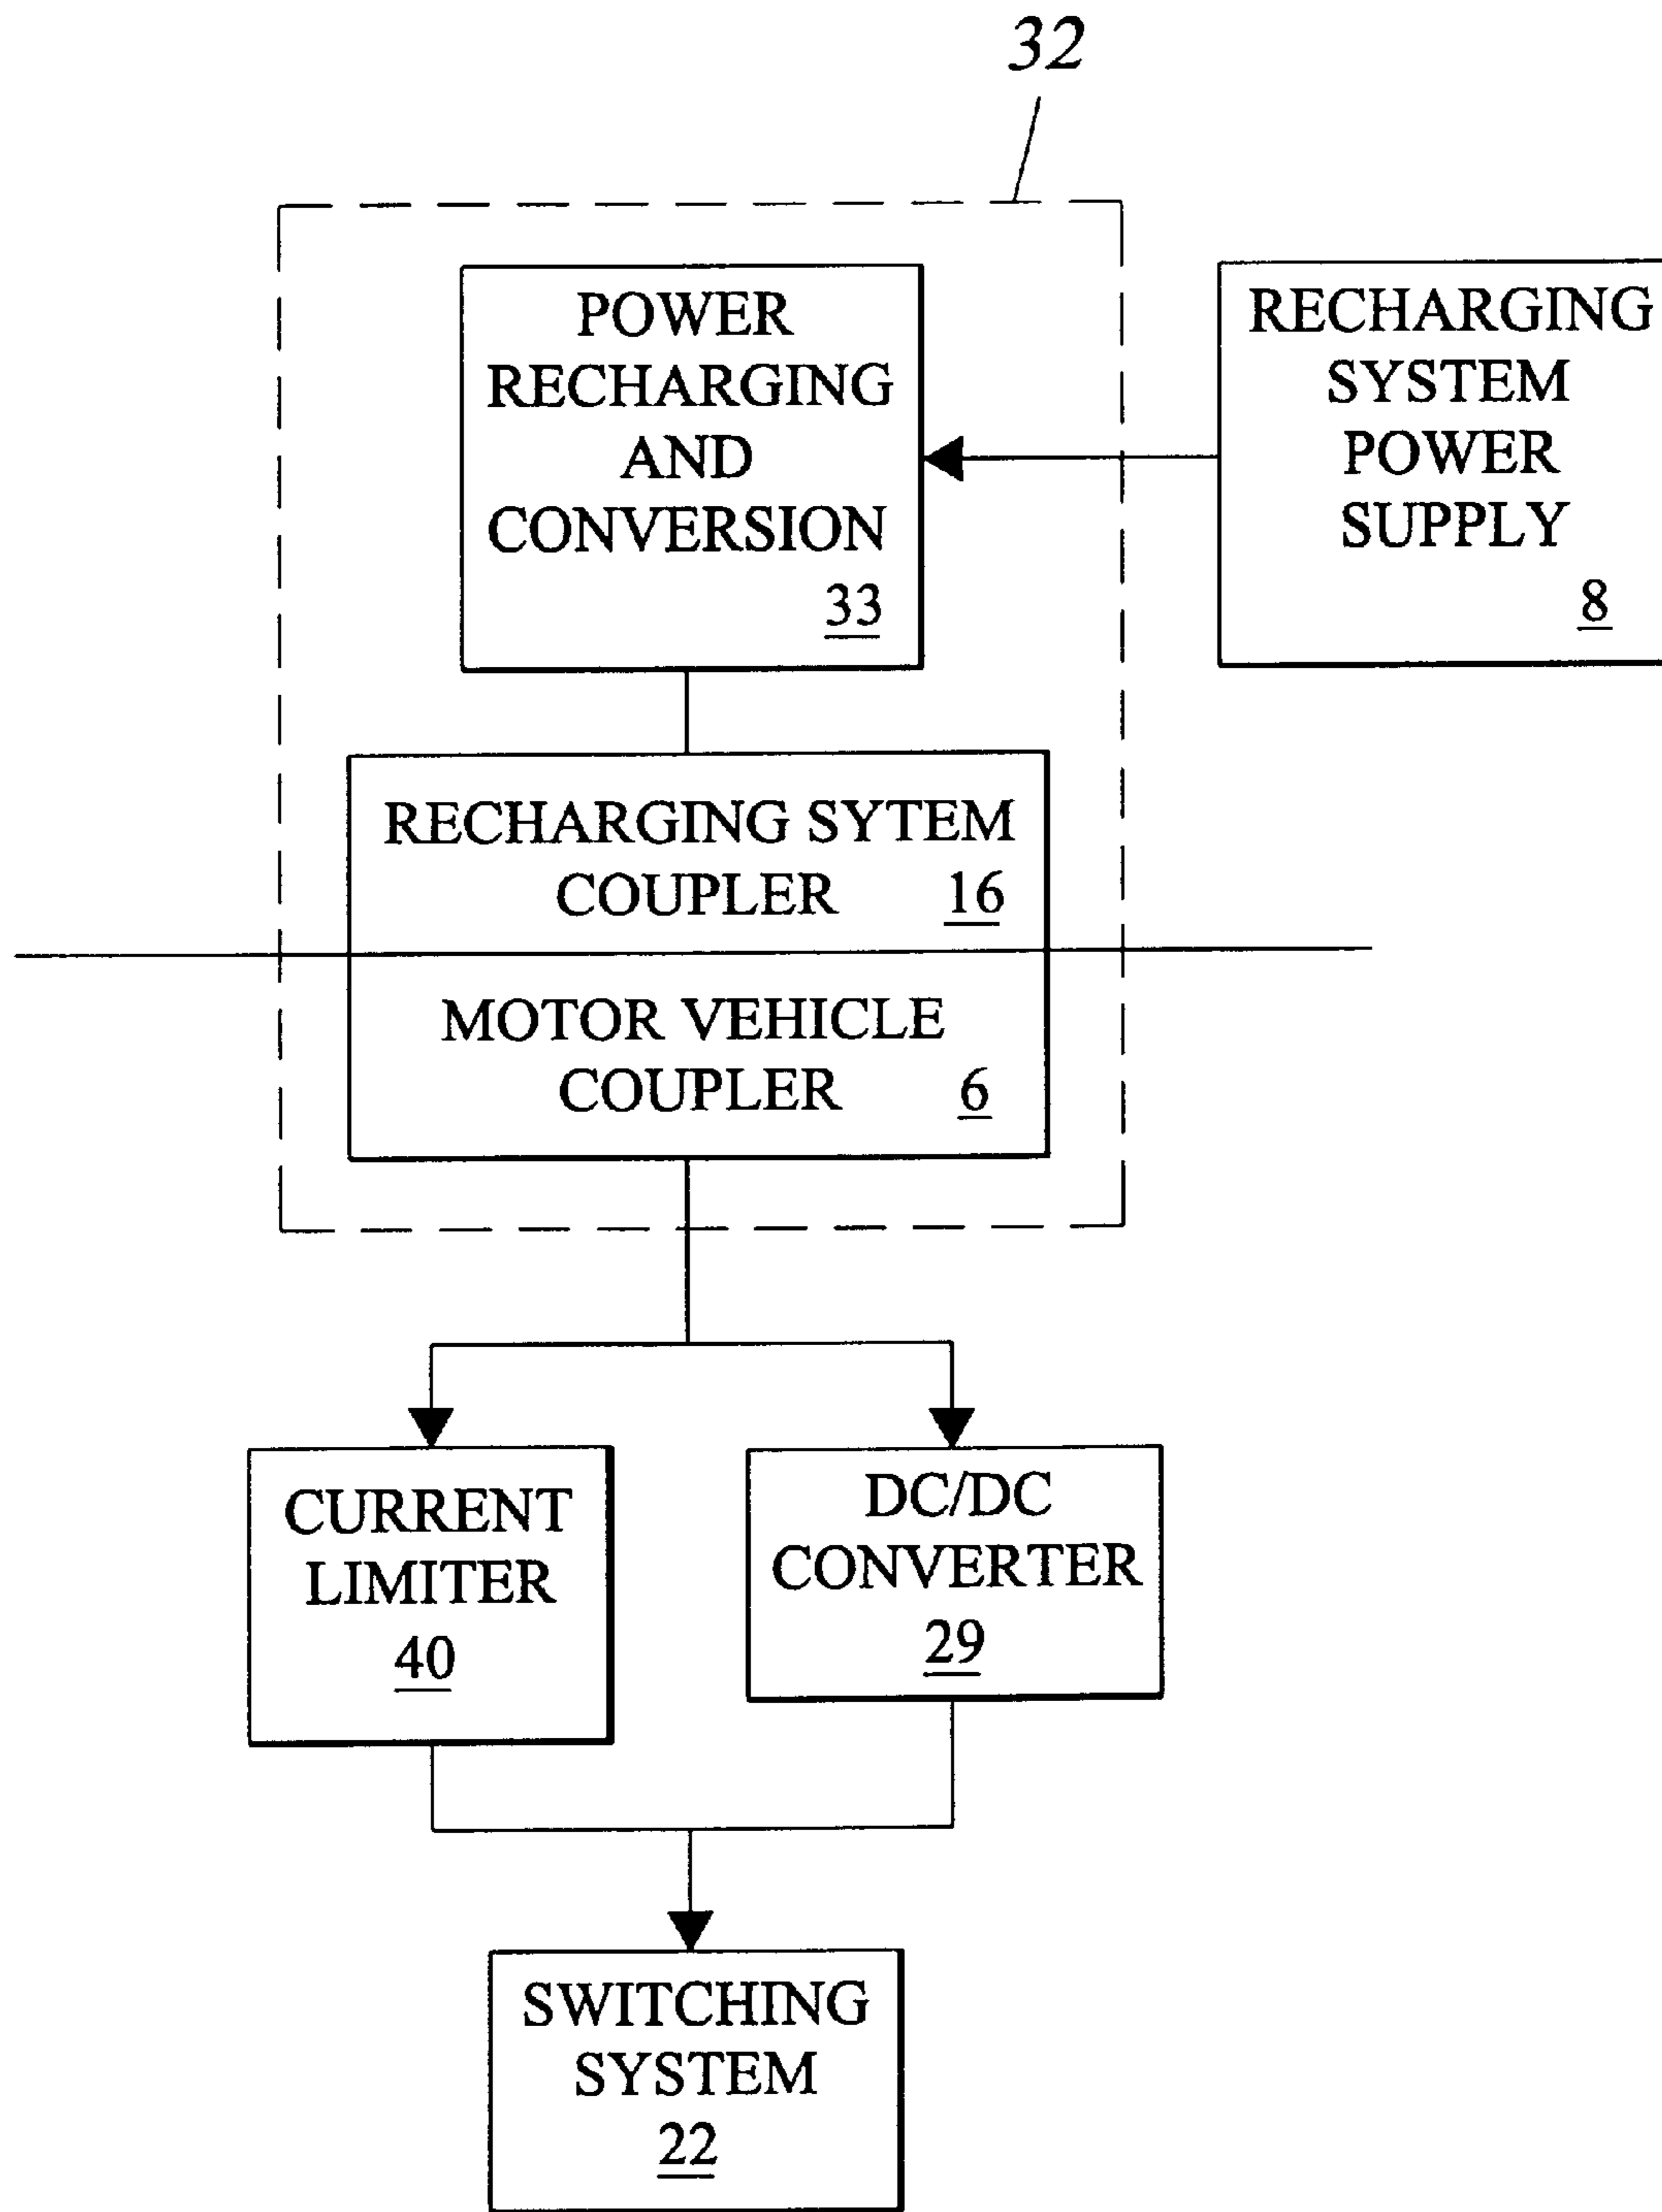 32
POWER
RECHARGING
AND
CONVERSION
33
RECHARGING
SYSTEM
POWER
SUPPLY
8
RECHARGING SYTEM
COUPLER 16
MOTOR VEHICLE
COUPLER 6
CURRENT
LIMITER
40
DC/DC
CONVERTER
29
SWITCHING
SYSTEM
22